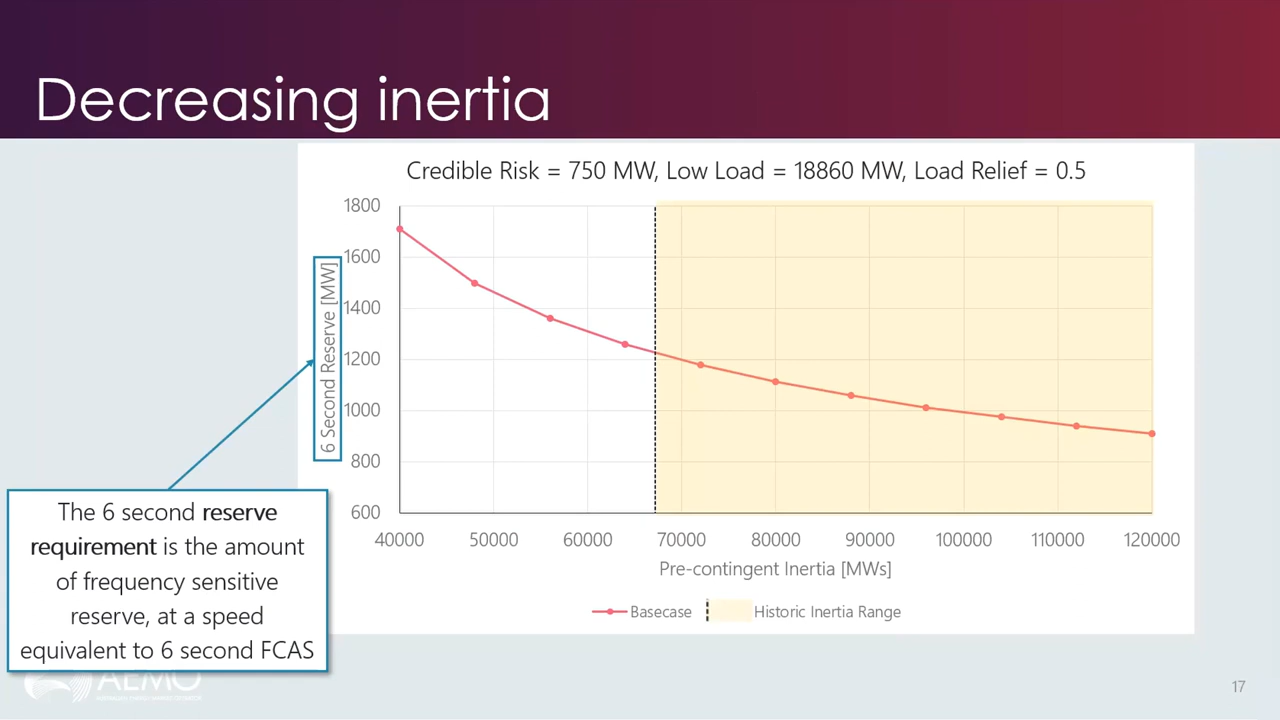 Decreasing inertia
Credible Risk = 750 MW, Low Load = 18860 MW, Load Relief = 0.5
1800
1600
1400
1200
1000
800
600
6 Second Reserve [MW]
40000 50000 60000 70000 80000 90000 100000 110000 120000
Pre-contingent Inertia [MWs]
Basecase Historic Inertia Range
The 6 second reserve
requirement is the amount
of frequency sensitive
reserve, at a speed
equivalent to 6 second FCAS
AEMO
17